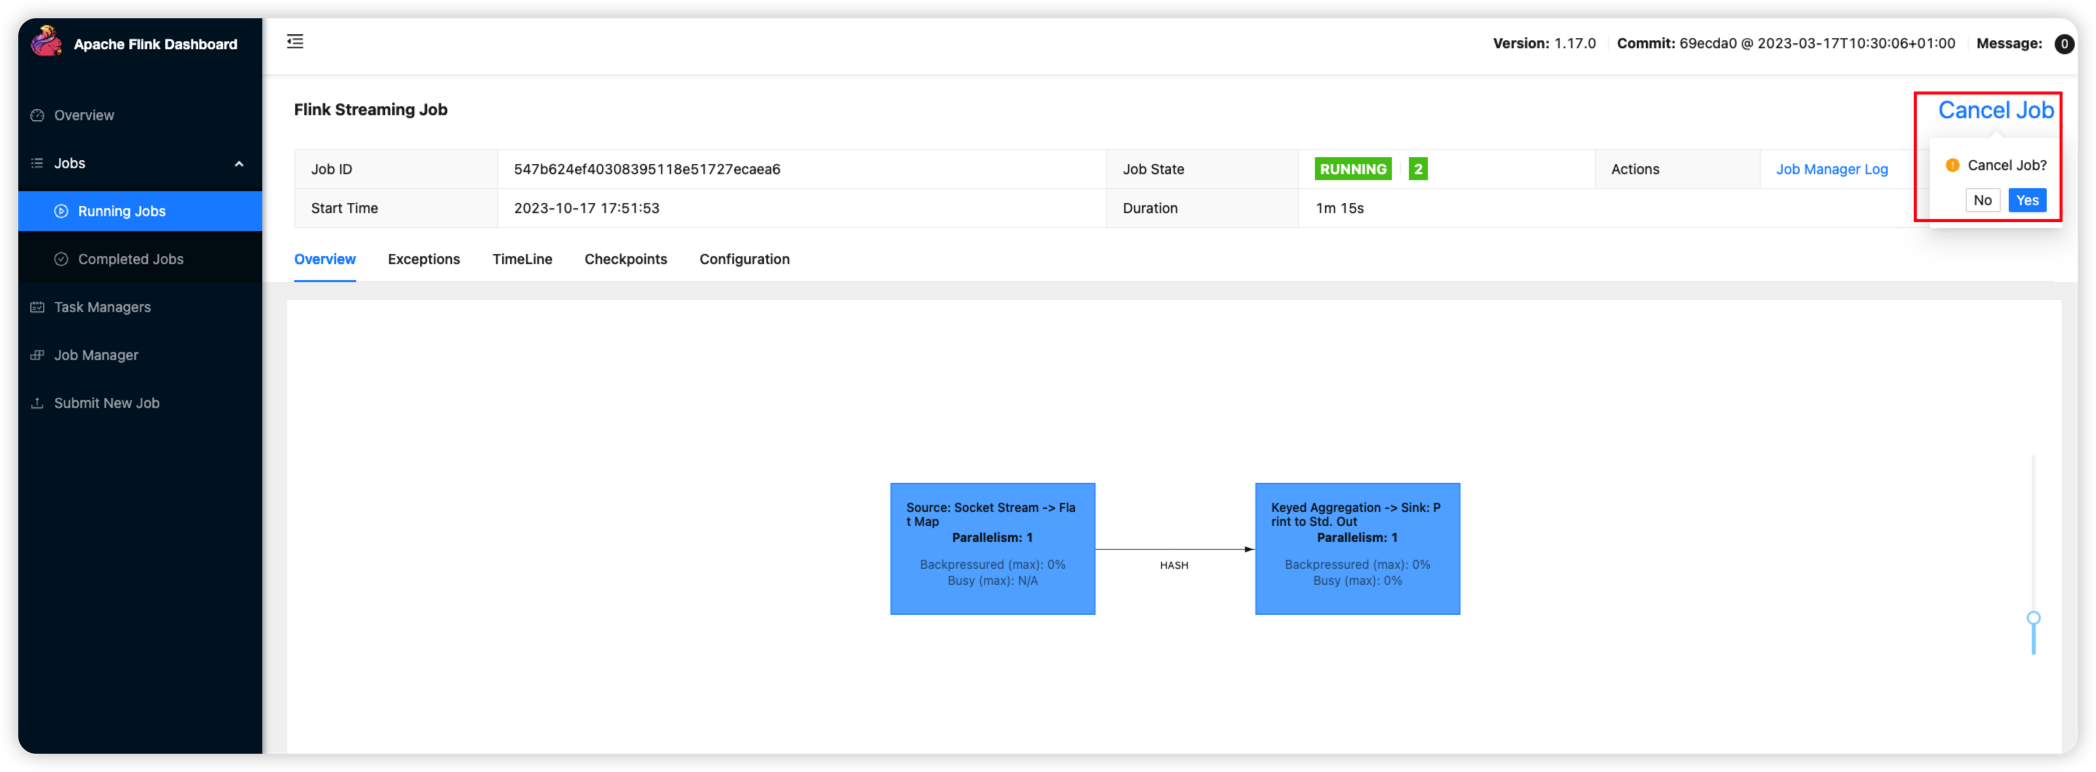 Apache Flink Dashboard
Version: 1.17.0 Commit: 69ecda0 @ 2023-03-17T10:30:06+01:00 Message: 0
Overview
Jobs
Running Jobs
Completed Jobs
Task Managers
Job Manager
Submit New Job
Flink Streaming Job
Cancel Job
Job ID 547b624ef40308395118e51727ecaea6 Job State RUNNING 2 Actions Job Manager Log
Start Time 2023-10-17 17:51:53 Duration 1m 15s
Cancel Job?
No Yes
Overview Exceptions TimeLine Checkpoints Configuration
Source: Socket Stream -> Fla
t Map
Parallelism: 1
Backpressured (max): 0%
Busy (max): N/A
HASH
Keyed Aggregation -> Sink: P
rint to Std. Out
Parallelism: 1
Backpressured (max): 0%
Busy (max): 0%